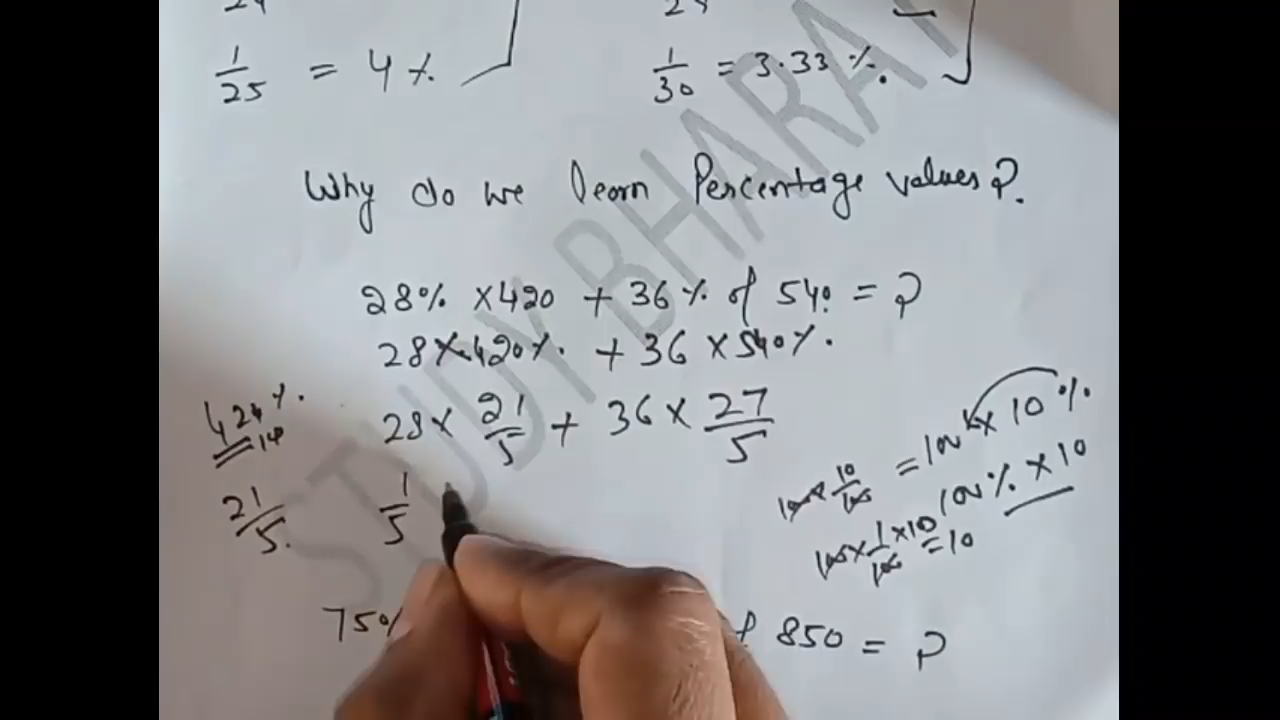 1/25 = 4%
1/30 = 3.33%
Why do we learn Percentage values?
28% × 420 + 36% of 540 = ?
28 × 420% + 36 × 540%
28 × 21/5 + 36 × 27/5
420%
21/5
1/5
100 × 10%
= 100% × 10
100 × 10/100
100 × 1/100 × 10 = 10
75%
850 = ?
STUDY BHARAT